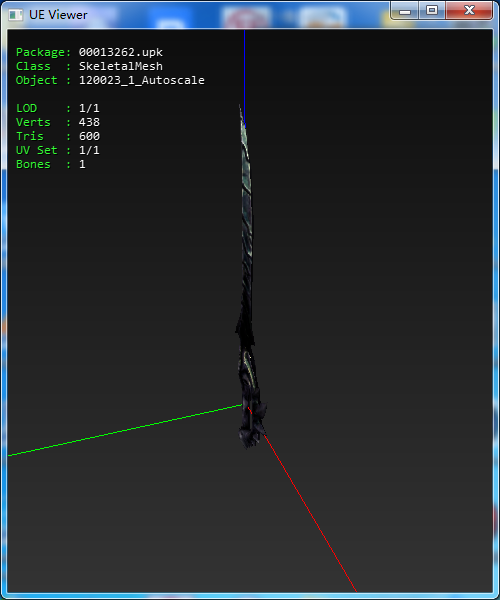 UE Viewer
Package: 00013262.upk
Class  : SkeletalMesh
Object : 120023_1_Autoscale
LOD    : 1/1
Verts  : 438
Tris   : 600
UV Set : 1/1
Bones  : 1